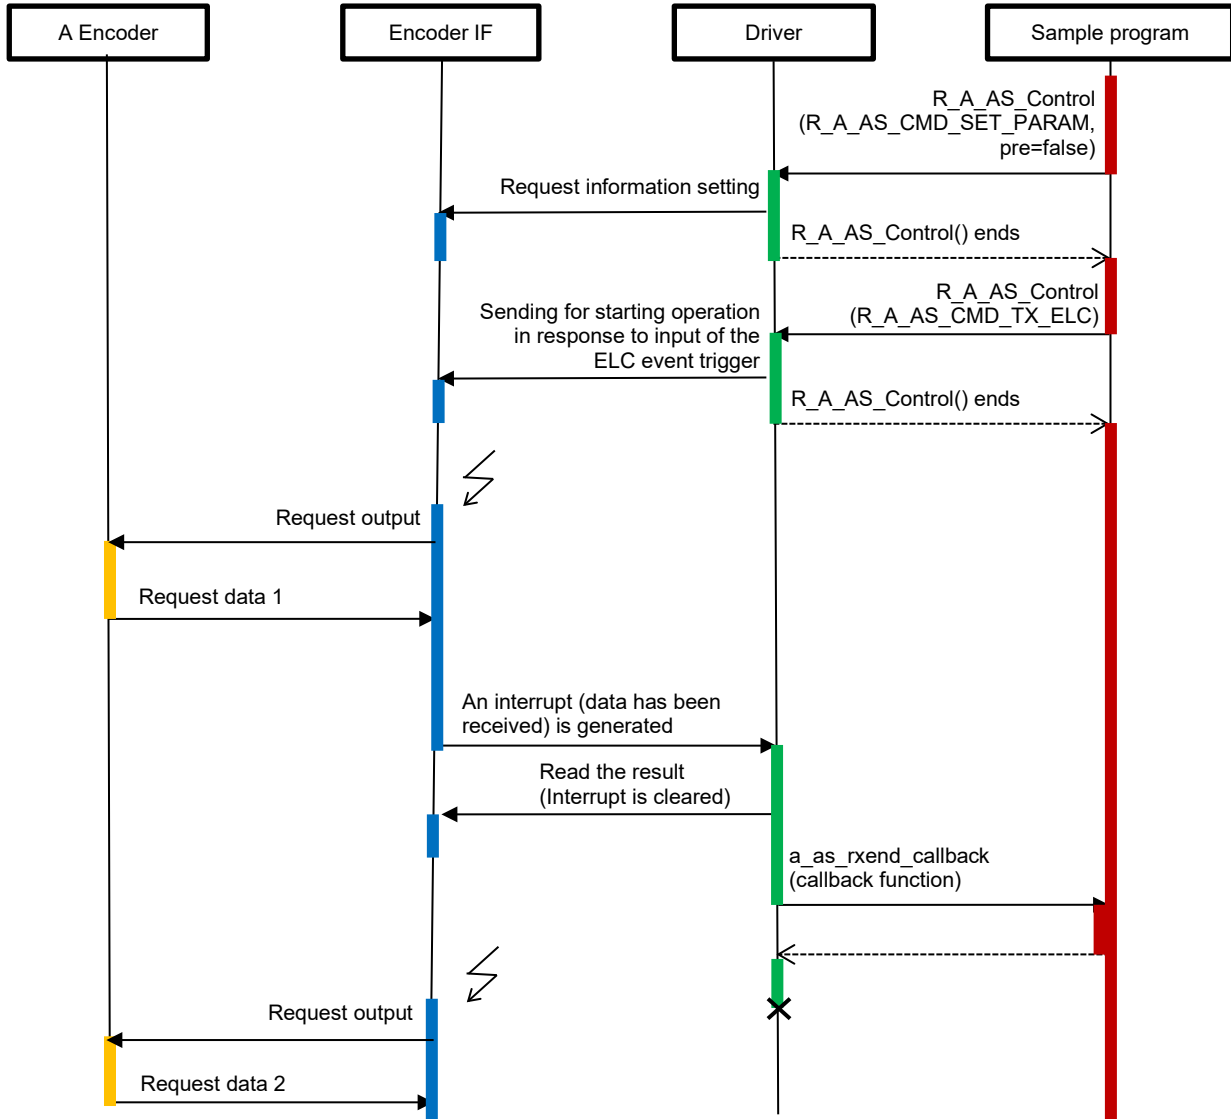 A Encoder
Encoder IF
Driver
Sample program
R_A_AS_Control
(R_A_AS_CMD_SET_PARAM,
pre=false)
Request information setting
R_A_AS_Control() ends
R_A_AS_Control
(R_A_AS_CMD_TX_ELC)
Sending for starting operation
in response to input of the
ELC event trigger
R_A_AS_Control() ends
Request output
Request data 1
An interrupt (data has been
received) is generated
Read the result
(Interrupt is cleared)
a_as_rxend_callback
(callback function)
Request output
Request data 2